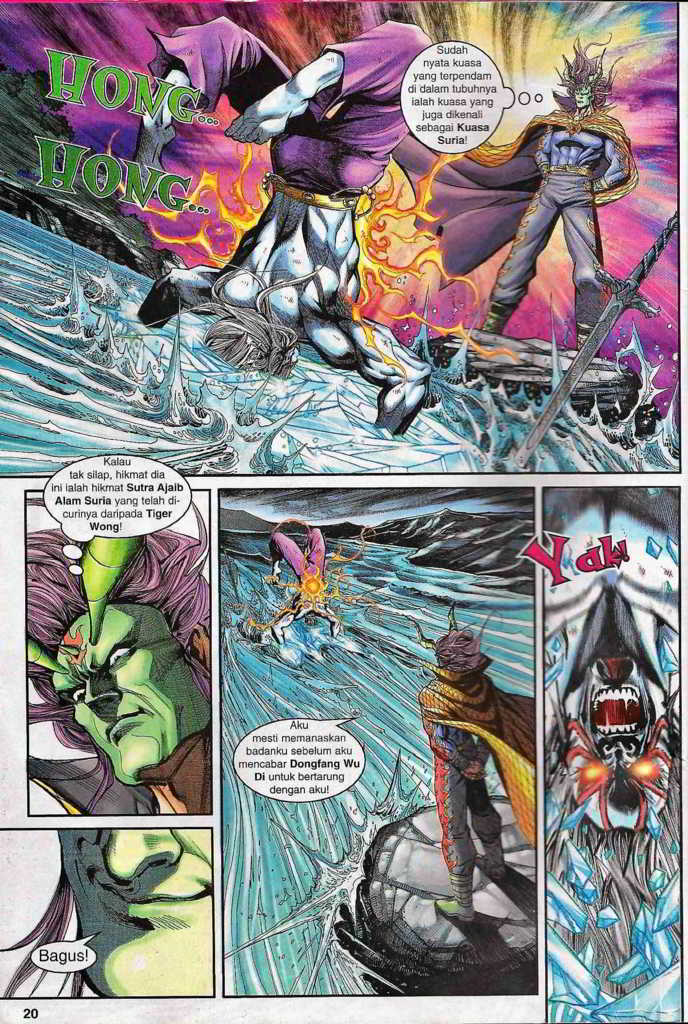 HONG...
HONG...
Sudah
nyata kuasa
yang terpendam
di dalam tubuhnya
ialah kuasa yang
juga dikenali
sebagai Kuasa
Suria!
Kalau
tak silap, hikmat dia
ini ialah hikmat Sutra Ajaib
Alam Suria yang telah di-
curinya daripada Tiger
Wong!
Aku
mesti memanaskan
badanku sebelum aku
mencabar Dongfang Wu
Di untuk bertarung
dengan aku!
Yak!
Bagus!
20